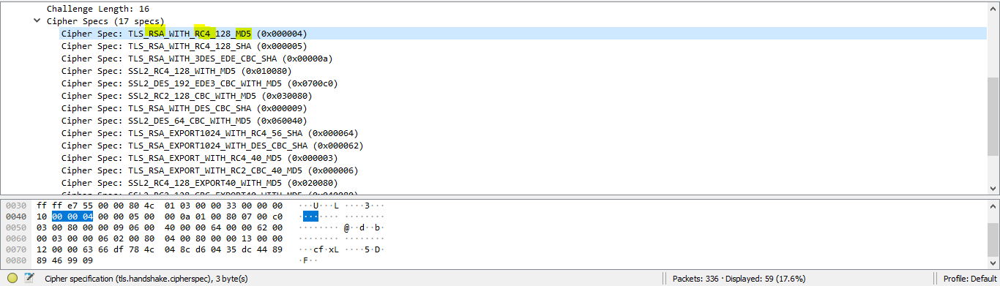 Challenge Length: 16
Cipher Specs (17 specs)
Cipher Spec: TLS_RSA_WITH_RC4_128_MD5 (0x000004)
Cipher Spec: TLS_RSA_WITH_RC4_128_SHA (0x000005)
Cipher Spec: TLS_RSA_WITH_3DES_EDE_CBC_SHA (0x00000a)
Cipher Spec: SSL2_RC4_128_WITH_MD5 (0x010080)
Cipher Spec: SSL2_DES_192_EDE3_CBC_WITH_MD5 (0x0700c0)
Cipher Spec: SSL2_RC2_128_CBC_WITH_MD5 (0x030080)
Cipher Spec: TLS_RSA_WITH_DES_CBC_SHA (0x000009)
Cipher Spec: SSL2_DES_64_CBC_WITH_MD5 (0x060040)
Cipher Spec: TLS_RSA_EXPORT1024_WITH_RC4_56_SHA (0x000064)
Cipher Spec: TLS_RSA_EXPORT1024_WITH_DES_CBC_SHA (0x000062)
Cipher Spec: TLS_RSA_EXPORT_WITH_RC4_40_MD5 (0x000003)
Cipher Spec: TLS_RSA_EXPORT_WITH_RC2_CBC_40_MD5 (0x000006)
Cipher Spec: SSL2_RC4_128_EXPORT40_WITH_MD5 (0x020080)
Cipher Spec: SSL2_RC2_128_CBC_EXPORT40_WITH_MD5 (0x040080)
0030 ff ff e7 55 00 00 80 4c 01 03 00 00 33 00 00 00 ···U···L ····3···
0040 10 00 00 04 00 00 05 00 00 0a 01 00 80 07 00 c0 ········ ········
0050 03 00 80 00 00 09 06 00 40 00 00 64 00 00 62 00 ········ @··d··b·
0060 00 03 00 00 06 02 00 80 04 00 80 00 00 13 00 00 ········ ········
0070 12 00 00 63 66 df 78 4c 04 8c d6 04 35 dc 44 89 ···cf·xL ····5·D·
0080 89 46 99 09 ·F··
Cipher specification (tls.handshake.cipherspec), 3 byte(s)
Packets: 336 · Displayed: 59 (17.6%)
Profile: Default